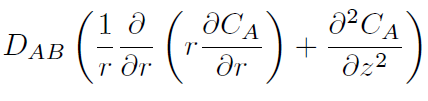 $D_{AB} \left( \frac{1}{r} \frac{\partial}{\partial r} \left( r \frac{\partial C_A}{\partial r} \right) + \frac{\partial^2 C_A}{\partial z^2} \right)$